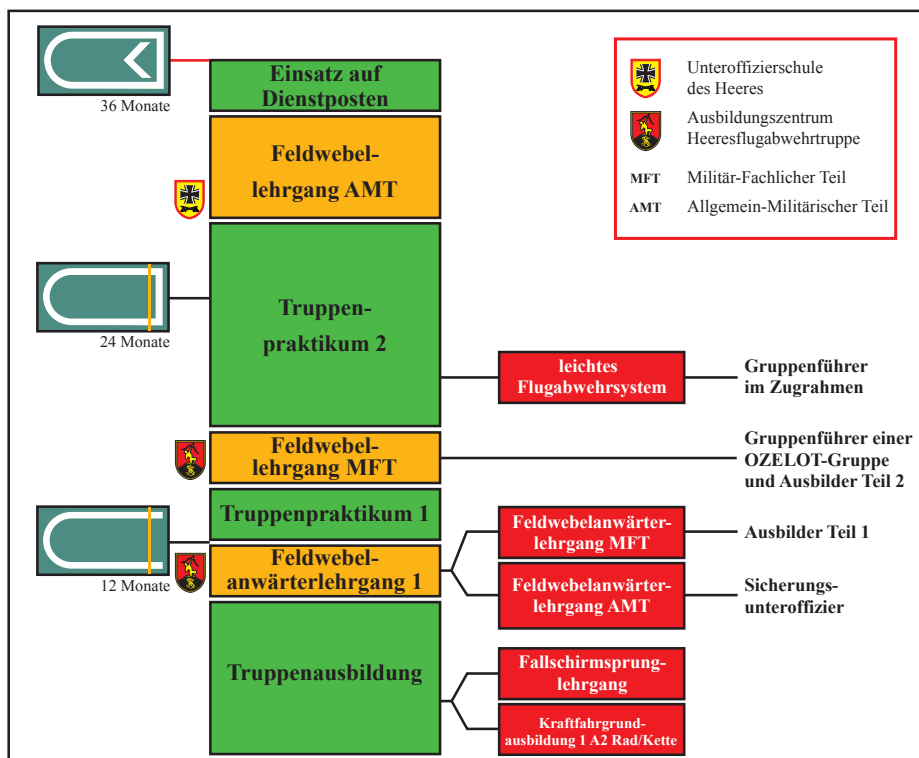 36 Monate
Einsatz auf
Dienstposten
Feldwebel-
lehrgang AMT
24 Monate
Truppen-
praktikum 2
leichtes
Flugabwehrsystem
Gruppenführer
im Zugrahmen
Feldwebel-
lehrgang MFT
Gruppenführer einer
OZELOT-Gruppe
und Ausbilder Teil 2
Truppenpraktikum 1
12 Monate
Feldwebel-
anwärterlehrgang 1
Feldwebelanwärter-
lehrgang MFT
Ausbilder Teil 1
Feldwebelanwärter-
lehrgang AMT
Sicherungs-
unteroffizier
Truppenausbildung
Fallschirmsprung-
lehrgang
Kraftfahrgrund-
ausbildung 1 A2 Rad/Kette
Unteroffizierschule
des Heeres
Ausbildungszentrum
Heeresflugabwehrtruppe
MFT Militär-Fachlicher Teil
AMT Allgemein-Militärischer Teil